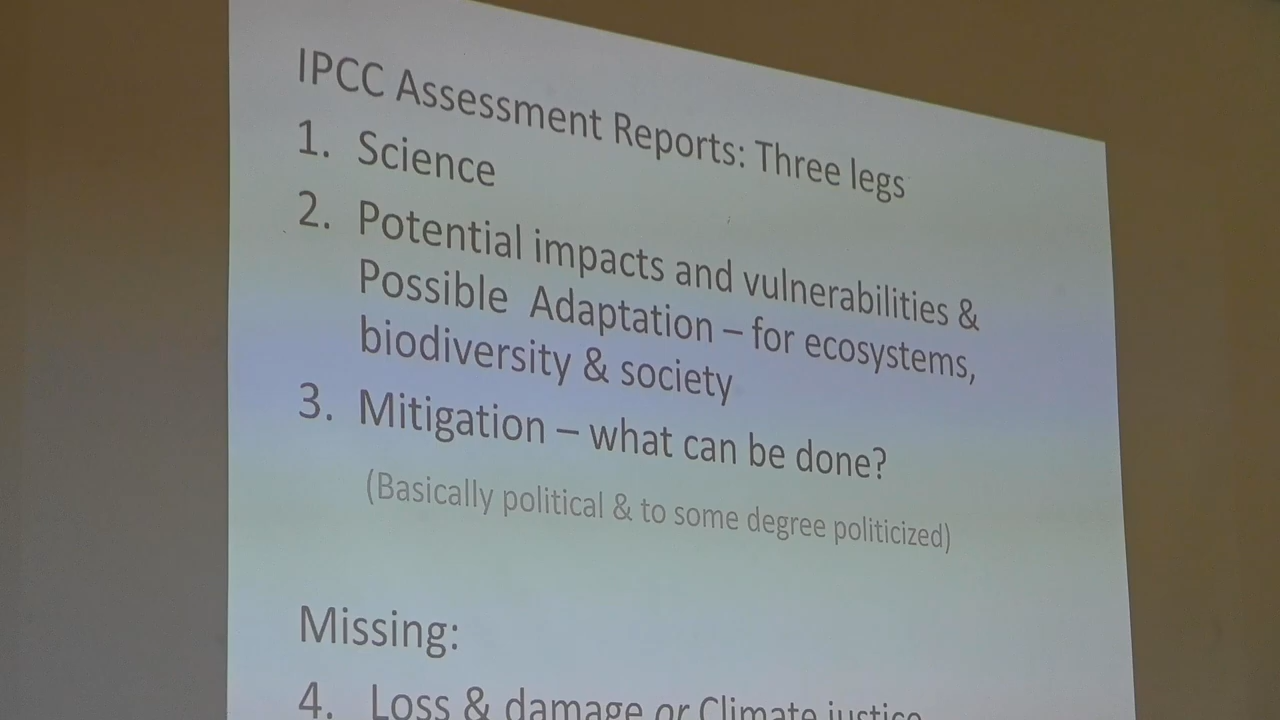 IPCC Assessment Reports: Three legs
1. Science
2. Potential impacts and vulnerabilities &
Possible Adaptation – for ecosystems,
biodiversity & society
3. Mitigation – what can be done?
(Basically political & to some degree politicized)
Missing:
4. Loss & damage or Climate justice